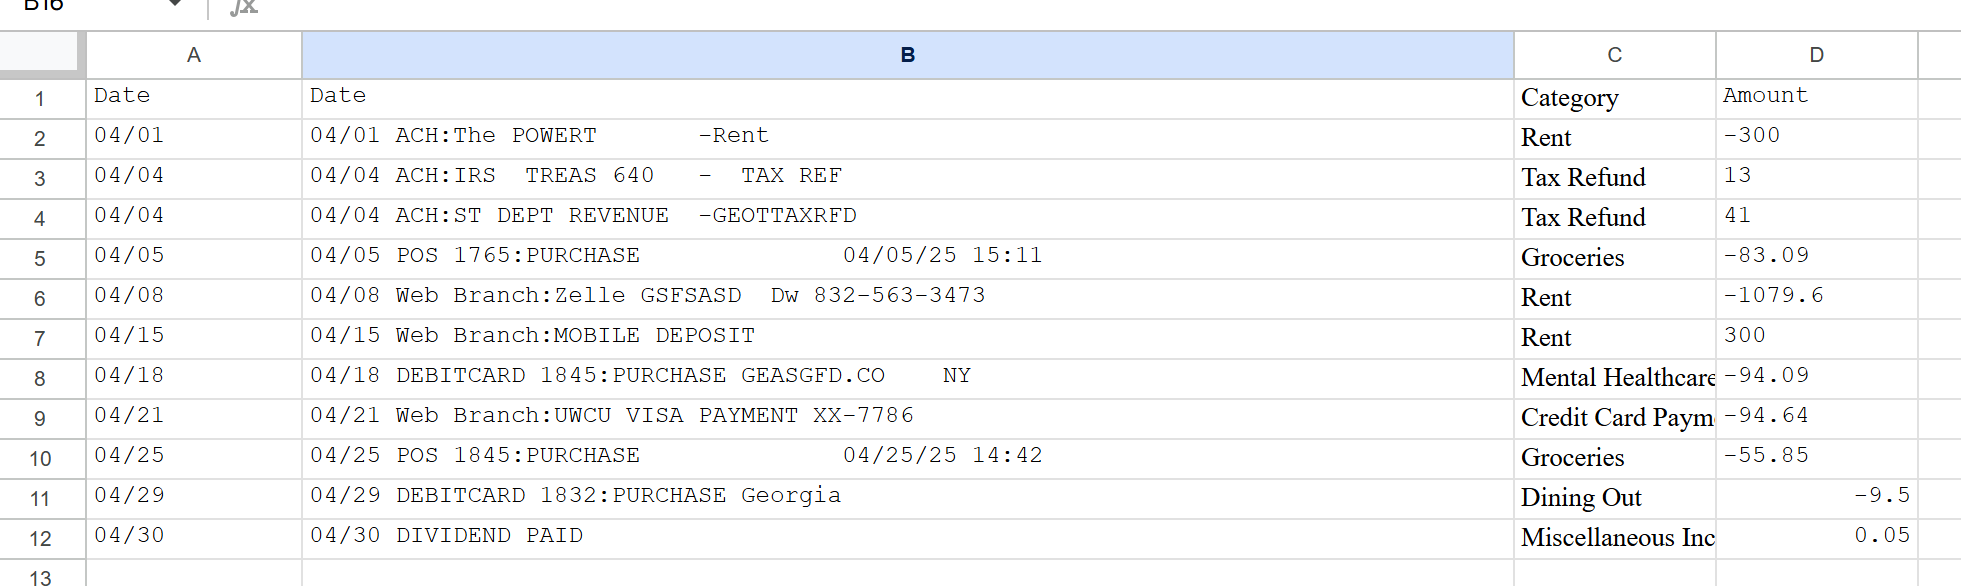 B16 fx
A B C D
1 Date Date Category Amount
2 04/01 04/01 ACH:The POWERT -Rent Rent -300
3 04/04 04/04 ACH:IRS TREAS 640 - TAX REF Tax Refund 13
4 04/04 04/04 ACH:ST DEPT REVENUE -GEOTTAXRFD Tax Refund 41
5 04/05 04/05 POS 1765:PURCHASE 04/05/25 15:11 Groceries -83.09
6 04/08 04/08 Web Branch:Zelle GSFSASD Dw 832-563-3473 Rent -1079.6
7 04/15 04/15 Web Branch:MOBILE DEPOSIT Rent 300
8 04/18 04/18 DEBITCARD 1845:PURCHASE GEASGFD.CO NY Mental Healthcare -94.09
9 04/21 04/21 Web Branch:UWCU VISA PAYMENT XX-7786 Credit Card Paym -94.64
10 04/25 04/25 POS 1845:PURCHASE 04/25/25 14:42 Groceries -55.85
11 04/29 04/29 DEBITCARD 1832:PURCHASE Georgia Dining Out -9.5
12 04/30 04/30 DIVIDEND PAID Miscellaneous Inc 0.05
13